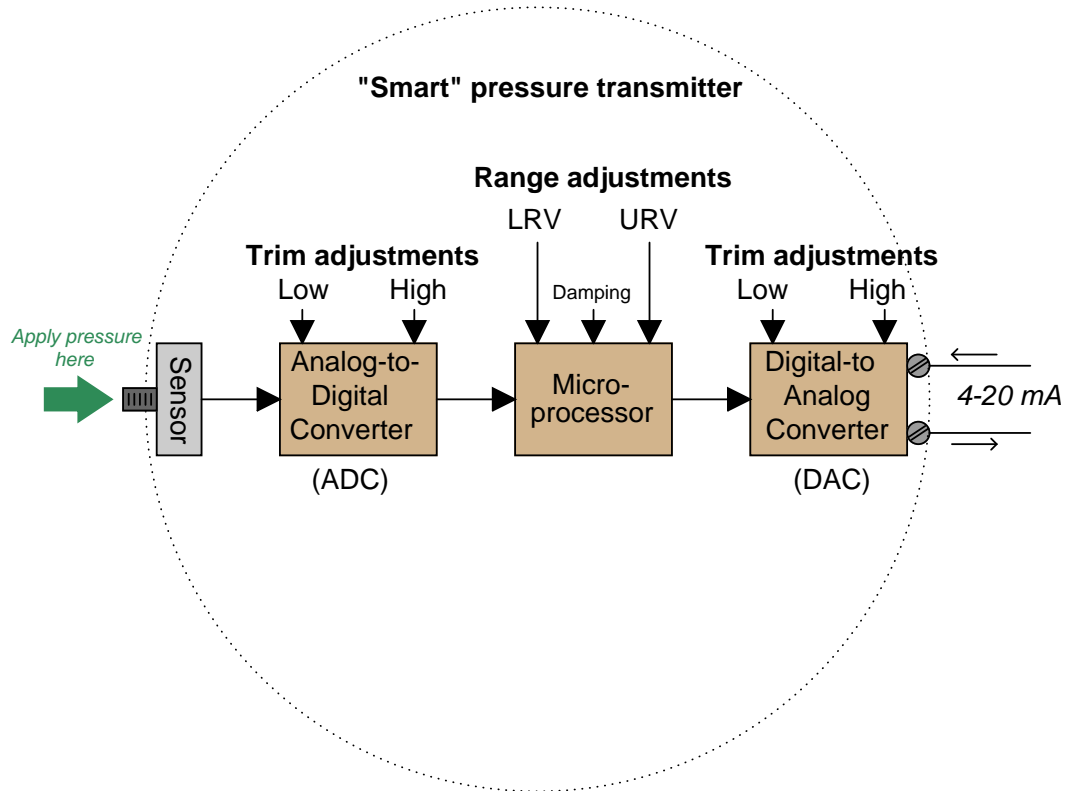 "Smart" pressure transmitter
Range adjustments
LRV
URV
Trim adjustments
Low
High
Damping
Trim adjustments
Low
High
Apply pressure
here
Sensor
Analog-to-
Digital
Converter
(ADC)
Micro-
processor
Digital-to
Analog
Converter
(DAC)
4-20 mA